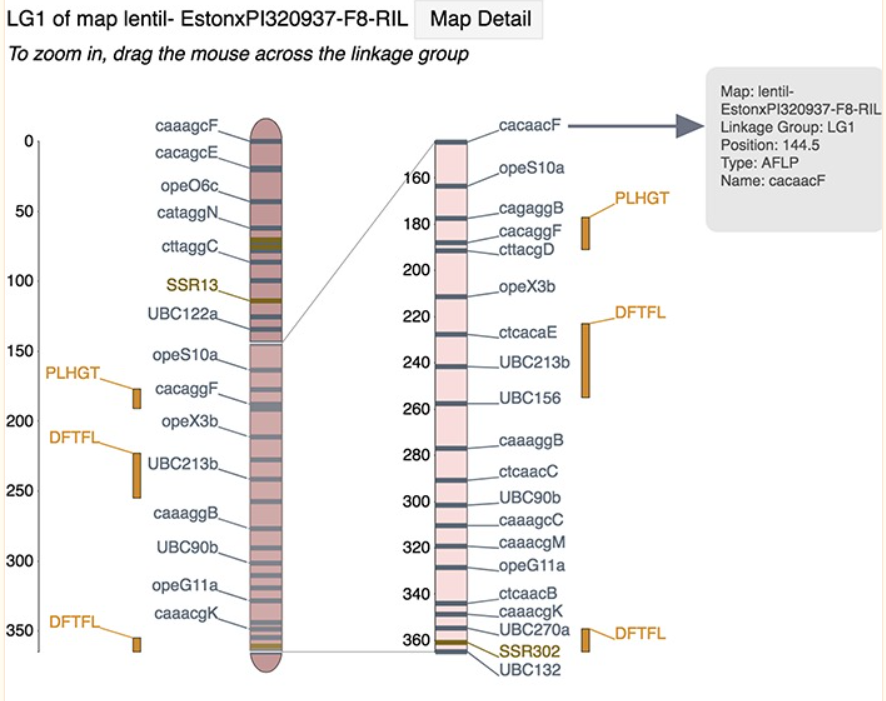 LG1 of map lentil- EstonxPI320937-F8-RIL Map Detail
To zoom in, drag the mouse across the linkage group
0
50
100
150
200
250
300
350
PLHGT
DFTFL
DFTFL
caaagcF
cacagcE
opeO6c
cataggN
cttaggC
SSR13
UBC122a
opeS10a
cacaggF
opeX3b
UBC213b
caaaggB
UBC90b
opeG11a
caaacgK
160
180
200
220
240
260
280
300
320
340
360
cacaacF
opeS10a
cagaggB
cacaggF
cttacgD
opeX3b
ctcacaE
UBC213b
UBC156
caaaggB
ctcaacC
UBC90b
caaagcC
caaacgM
opeG11a
ctcaacB
caaacgK
UBC270a
SSR302
UBC132
PLHGT
DFTFL
DFTFL
Map: lentil-
EstonxPI320937-F8-RIL
Linkage Group: LG1
Position: 144.5
Type: AFLP
Name: cacaacF